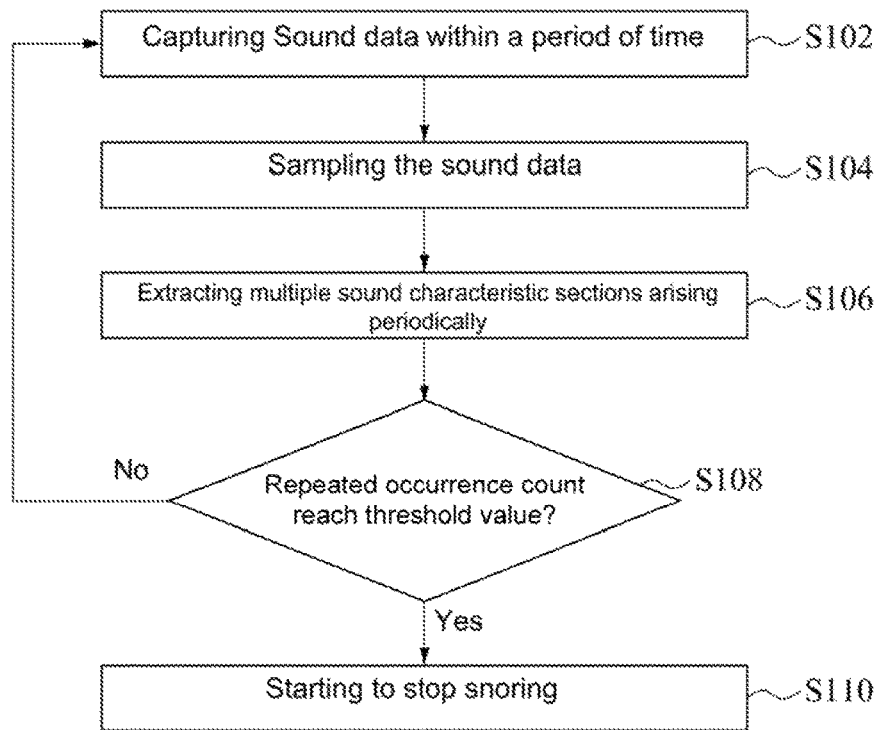 Capturing Sound data within a period of time
S102
Sampling the sound data
S104
Extracting multiple sound characteristic sections arising
periodically
S106
No
Repeated occurrence count
reach threshold value?
S108
Yes
Starting to stop snoring
S110